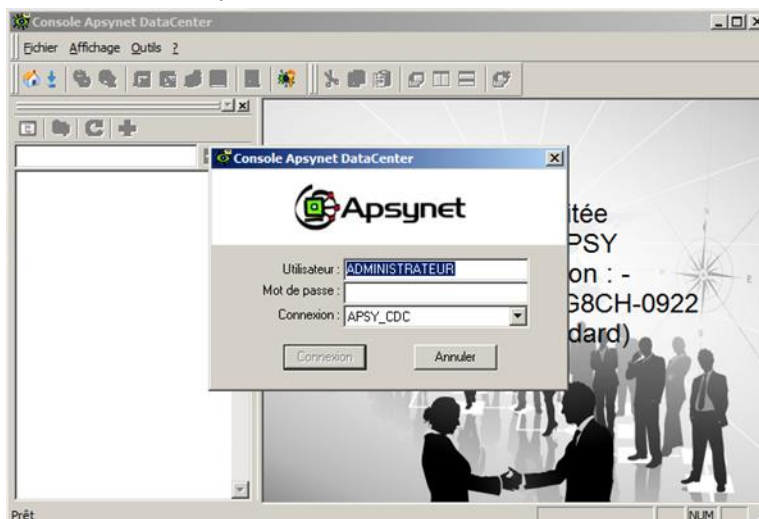 Console Apsynet DataCenter
Fichier Affichage Outils ?
Console Apsynet DataCenter
Apsynet
Utilisateur : ADMINISTRATEUR
Mot de passe :
Connexion : APSY_CDC
Connexion Annuler
itée
PSY
on : -
G8CH-0922
dard)
Prêt NUM